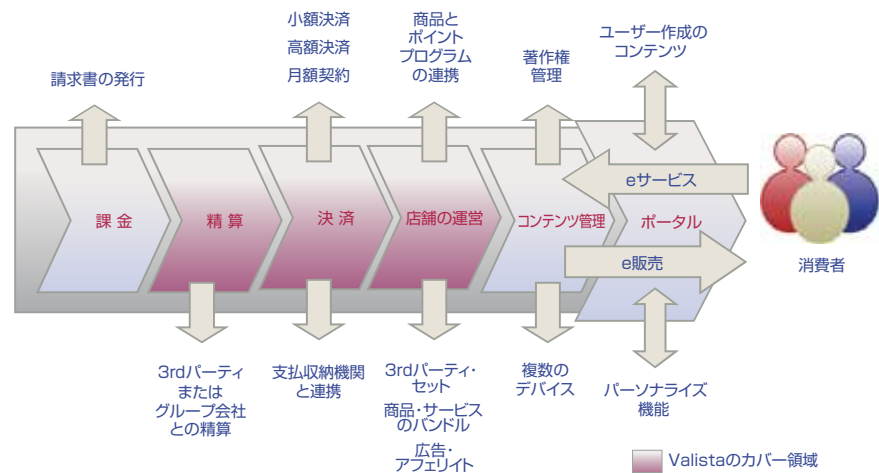 請求書の発行
小額決済
高額決済
月額契約
商品と
ポイント
プログラム
の連携
著作権
管理
ユーザー作成の
コンテンツ
eサービス
課 金
精 算
決 済
店舗の運営
コンテンツ管理
ポータル
e販売
消費者
3rdパーティ
または
グループ会社
との精算
支払収納機関
と連携
3rdパーティ・
セット
商品・サービス
のバンドル
広告・
アフェリイト
複数の
デバイス
パーソナライズ
機能
Valistaのカバー領域